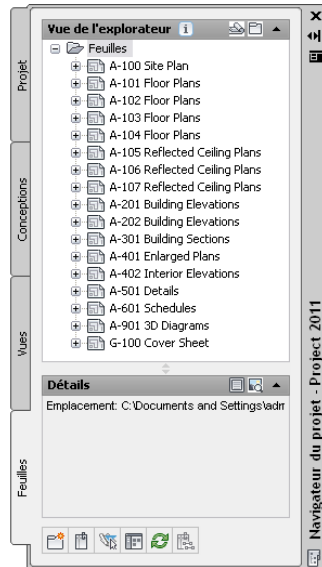 Vue de l'explorateur
Feuilles
A-100 Site Plan
A-101 Floor Plans
A-102 Floor Plans
A-103 Floor Plans
A-104 Floor Plans
A-105 Reflected Ceiling Plans
A-106 Reflected Ceiling Plans
A-107 Reflected Ceiling Plans
A-201 Building Elevations
A-202 Building Elevations
A-301 Building Sections
A-401 Enlarged Plans
A-402 Interior Elevations
A-501 Details
A-601 Schedules
A-901 3D Diagrams
G-100 Cover Sheet
Détails
Emplacement: C:\Documents and Settings\adm
Projet
Conceptions
Vues
Feuilles
Navigateur du projet - Project 2011